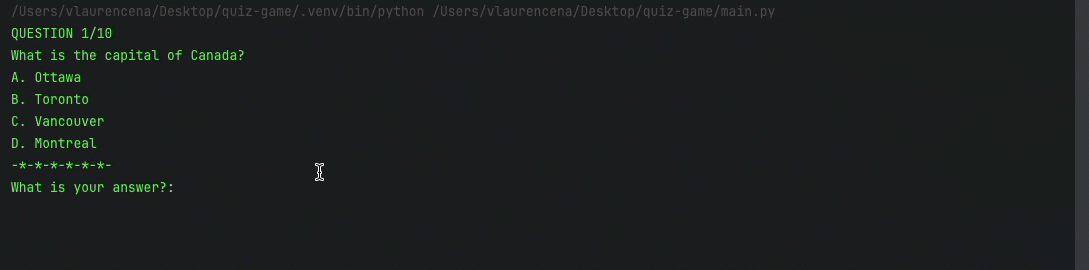 /Users/vlaurencena/Desktop/quiz-game/.venv/bin/python /Users/vlaurencena/Desktop/quiz-game/main.py
QUESTION 1/10
What is the capital of Canada?
A. Ottawa
B. Toronto
C. Vancouver
D. Montreal
-*-*-*-*-*-*-
What is your answer?: